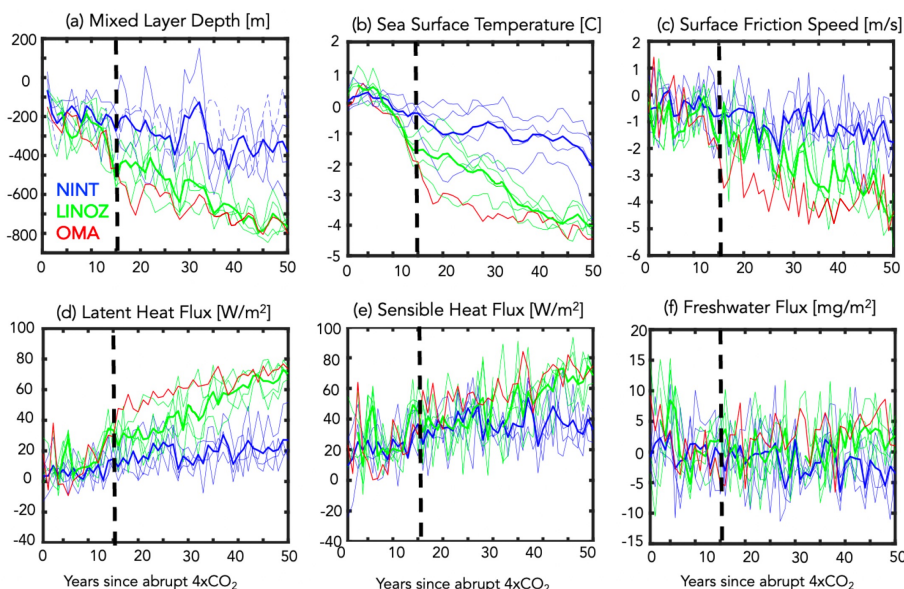 (a) Mixed Layer Depth [m]
200
0
-200
-400
-600
-800
NINT
LINOZ
OMA
0 10 20 30 40 50
(b) Sea Surface Temperature [C]
2
1
0
-1
-2
-3
-4
-5
0 10 20 30 40 50
(c) Surface Friction Speed [m/s]
2
1
0
-1
-2
-3
-4
-5
-6
0 10 20 30 40 50
(d) Latent Heat Flux [W/m²]
100
80
60
40
20
0
-20
-40
0 10 20 30 40 50
Years since abrupt 4xCO₂
(e) Sensible Heat Flux [W/m²]
100
80
60
40
20
0
-20
-40
0 10 20 30 40 50
Years since abrupt 4xCO₂
(f) Freshwater Flux [mg/m²]
20
15
10
5
0
-5
-10
-15
0 10 20 30 40 50
Years since abrupt 4xCO₂